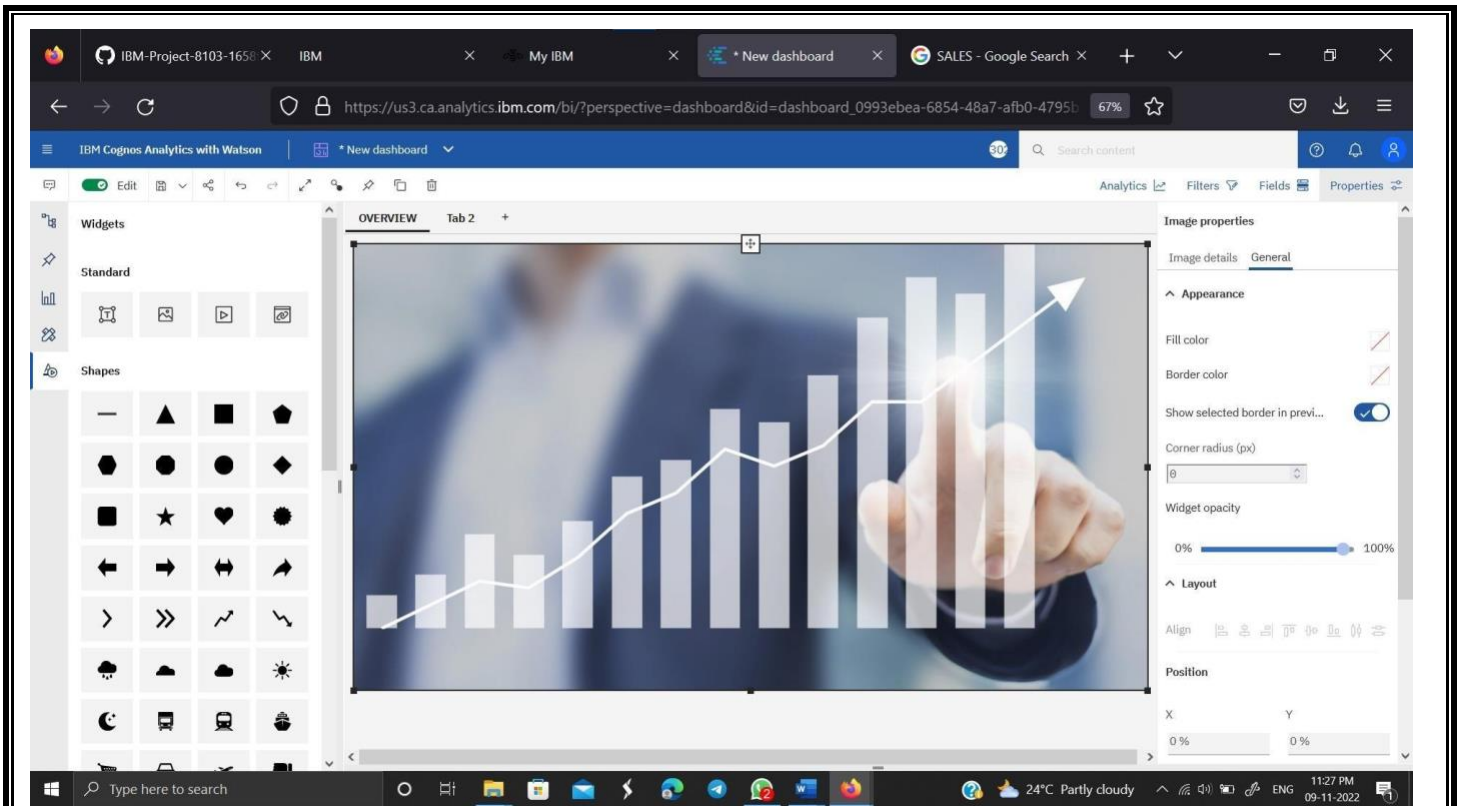 IBM-Project-8103-1658
IBM
My IBM
* New dashboard
SALES - Google Search
https://us3.ca.analytics.ibm.com/bi/?perspective=dashboard&id=dashboard_0993ebea-6854-48a7-afb0-4795b
67%
IBM Cognos Analytics with Watson
* New dashboard
Search content
Edit
Analytics
Filters
Fields
Properties
Widgets
Standard
Shapes
OVERVIEW
Tab 2
+
Image properties
Image details
General
Appearance
Fill color
Border color
Show selected border in previ...
Corner radius (px)
0
Widget opacity
0%
100%
Layout
Align
Position
X
Y
0 %
0 %
Type here to search
24°C Partly cloudy
ENG
11:27 PM
09-11-2022